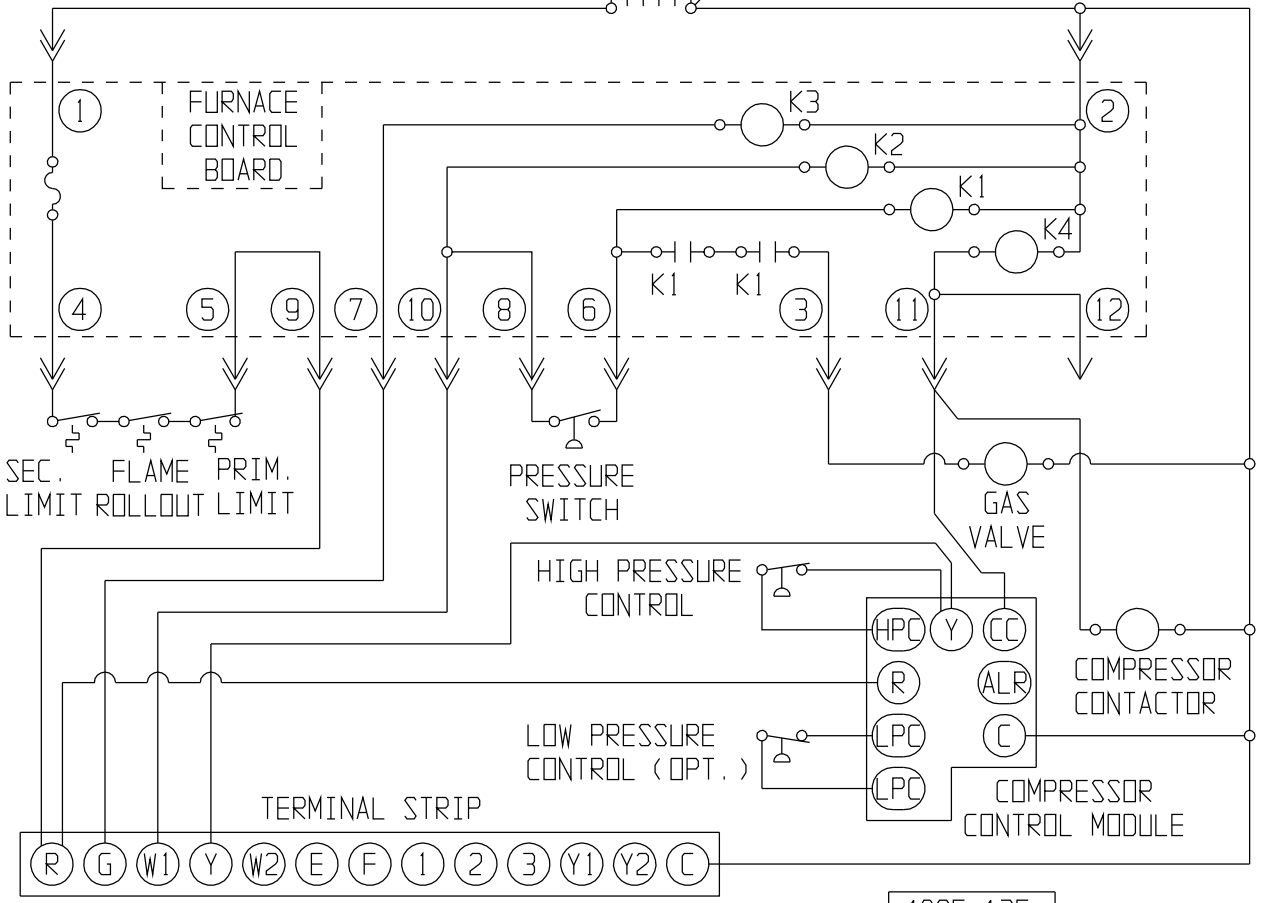 FURNACE
CONTROL
BOARD
1
K3
2
K2
K1
K4
K1 K1
4 5 9 7 10 8 6 3 11 12
SEC. LIMIT
FLAME ROLLOUT
PRIM. LIMIT
PRESSURE
SWITCH
GAS
VALVE
HIGH PRESSURE
CONTROL
HPC Y CC
R ALR
LPC C
LPC
COMPRESSOR
CONTACTOR
LOW PRESSURE
CONTROL (OPT.)
COMPRESSOR
CONTROL MODULE
TERMINAL STRIP
R G W1 Y W2 E F 1 2 3 Y1 Y2 C